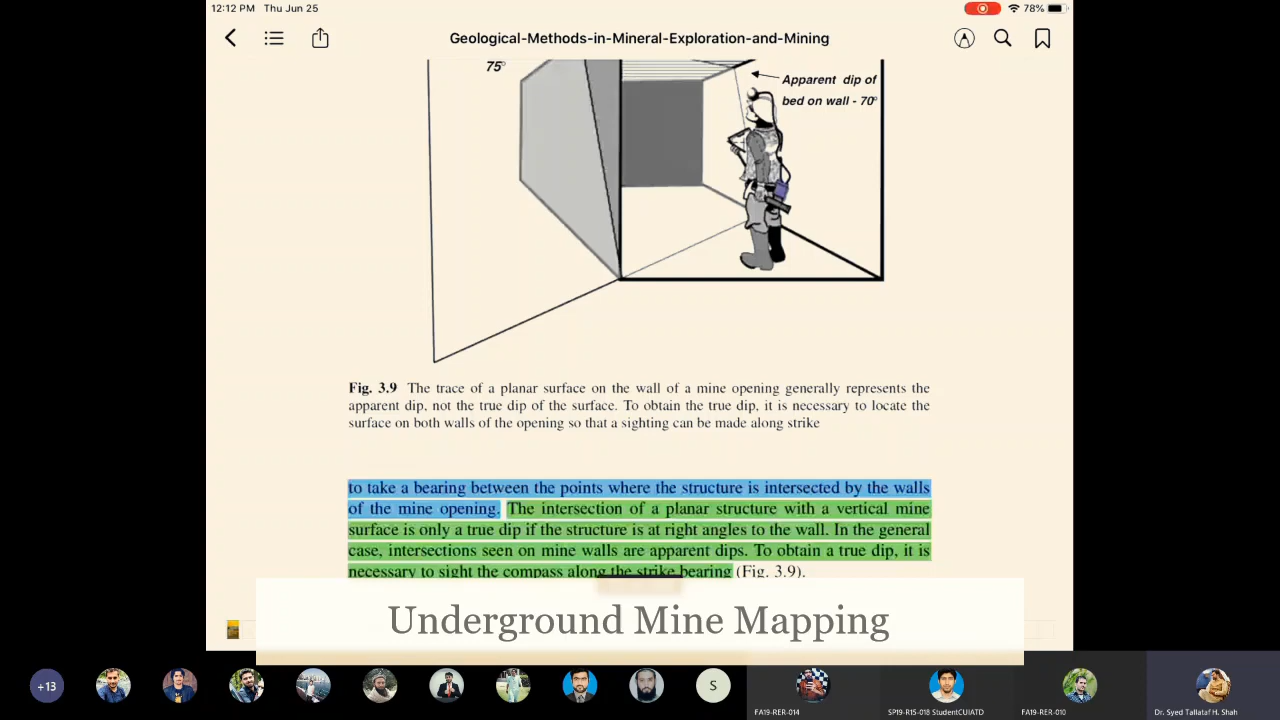 12:12 PM Thu Jun 25
78%
Geological-Methods-in-Mineral-Exploration-and-Mining
75°
Apparent dip of
bed on wall - 70°
Fig. 3.9 The trace of a planar surface on the wall of a mine opening generally represents the
apparent dip, not the true dip of the surface. To obtain the true dip, it is necessary to locate the
surface on both walls of the opening so that a sighting can be made along strike
to take a bearing between the points where the structure is intersected by the walls
of the mine opening. The intersection of a planar structure with a vertical mine
surface is only a true dip if the structure is at right angles to the wall. In the general
case, intersections seen on mine walls are apparent dips. To obtain a true dip, it is
necessary to sight the compass along the strike bearing (Fig. 3.9).
Underground Mine Mapping
+13
S
FA19-RER-014
SP19-R15-018 StudentCUIATD
FA19-RER-010
Dr. Syed Tallataf H. Shah